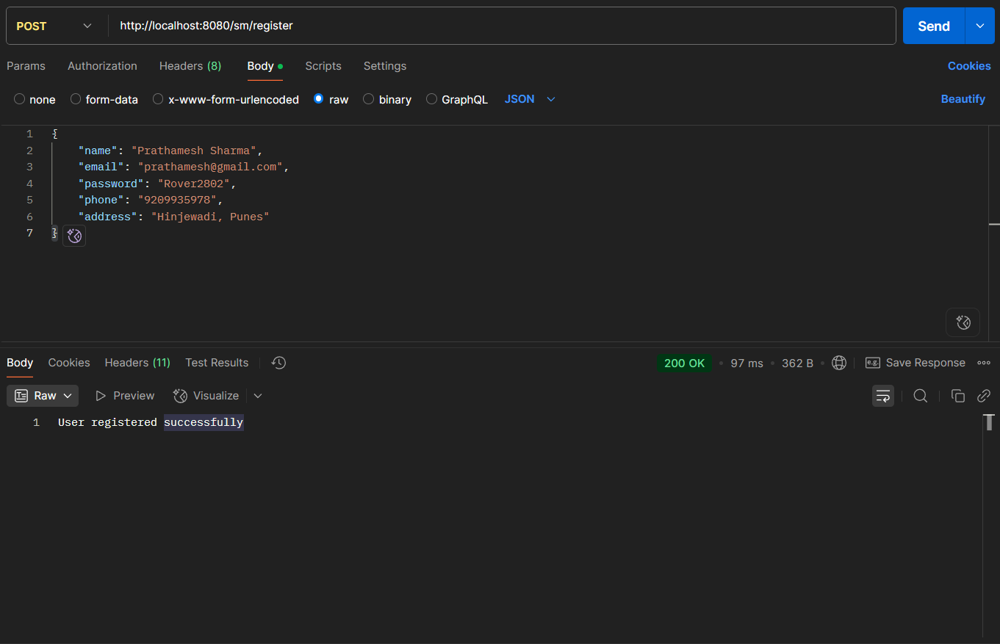 POST http://localhost:8080/sm/register Send
Params Authorization Headers (8) Body Scripts Settings Cookies
none form-data x-www-form-urlencoded raw binary GraphQL JSON Beautify
1 {
2 "name": "Prathamesh Sharma",
3 "email": "prathamesh@gmail.com",
4 "password": "Rover2802",
5 "phone": "9209935978",
6 "address": "Hinjewadi, Punes"
7 }
Body Cookies Headers (11) Test Results 200 OK • 97 ms • 362 B • e.g. Save Response
Raw Preview Visualize
1 User registered successfully